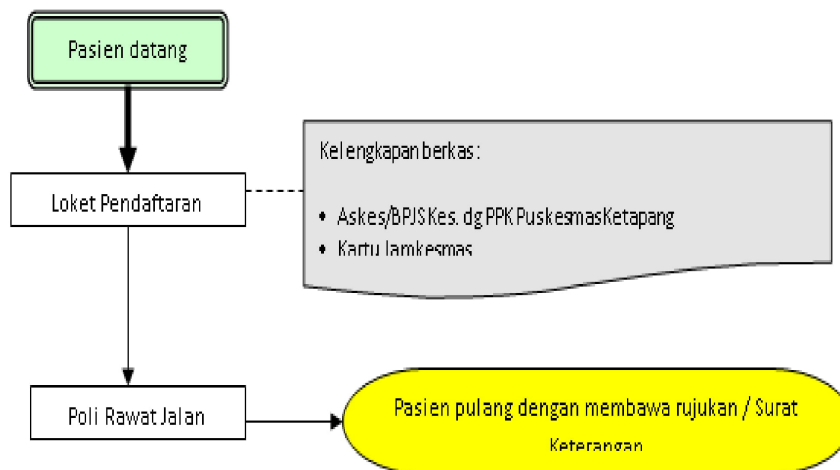 Pasien datang
Kelengkapan berkas:
Loket Pendaftaran
• Askes/BPJS Kes. dg PPK Puskesmas Ketapang
• Kartu Jamkesmas
Poli Rawat Jalan
Pasien pulang dengan membawa rujukan / Surat
Keterangan